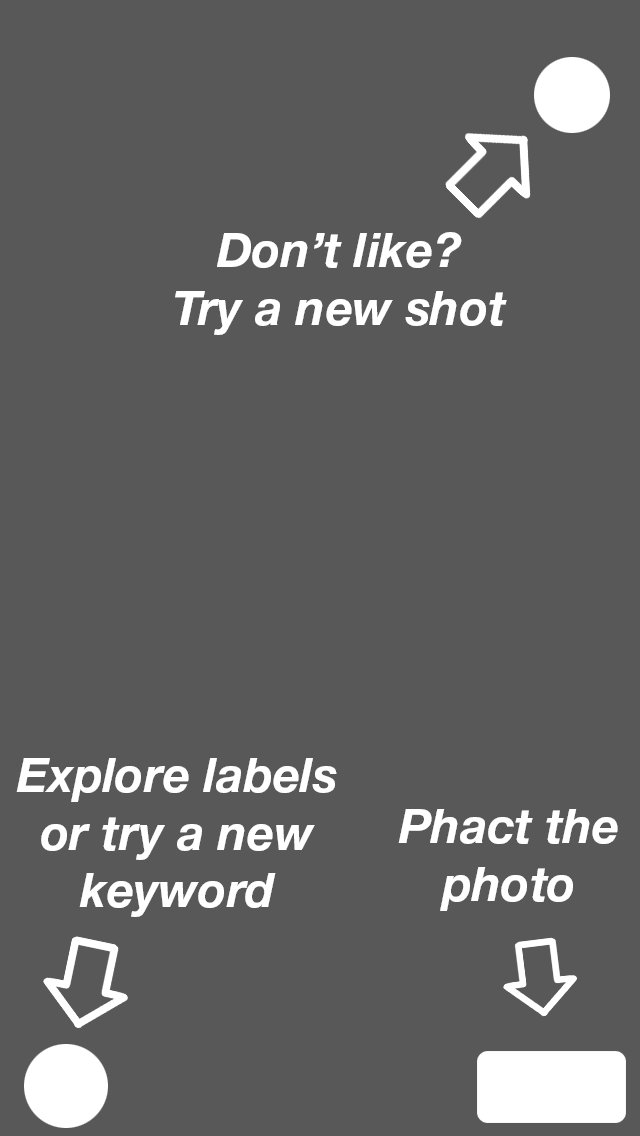 Don’t like?
Try a new shot
Explore labels
or try a new
keyword
Phact the
photo